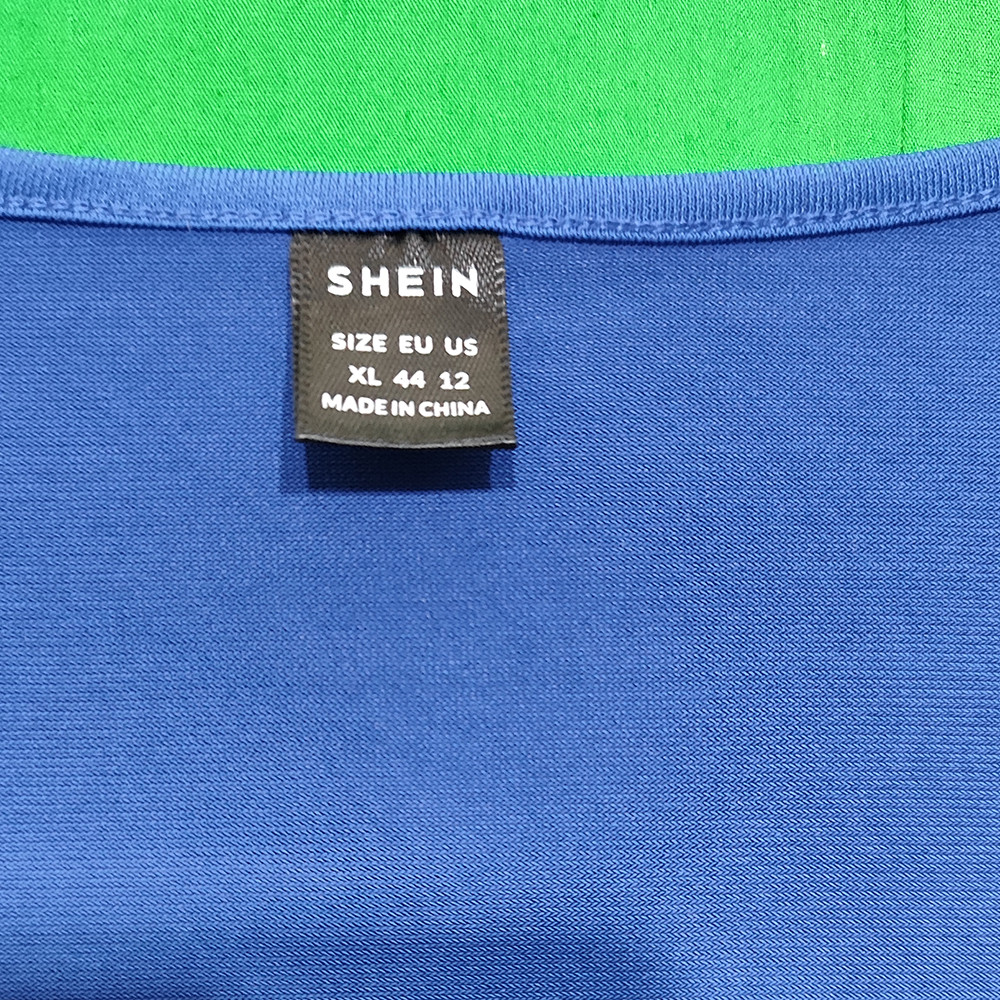 SHEIN
SIZE EU US
XL 44 12
MADE IN CHINA